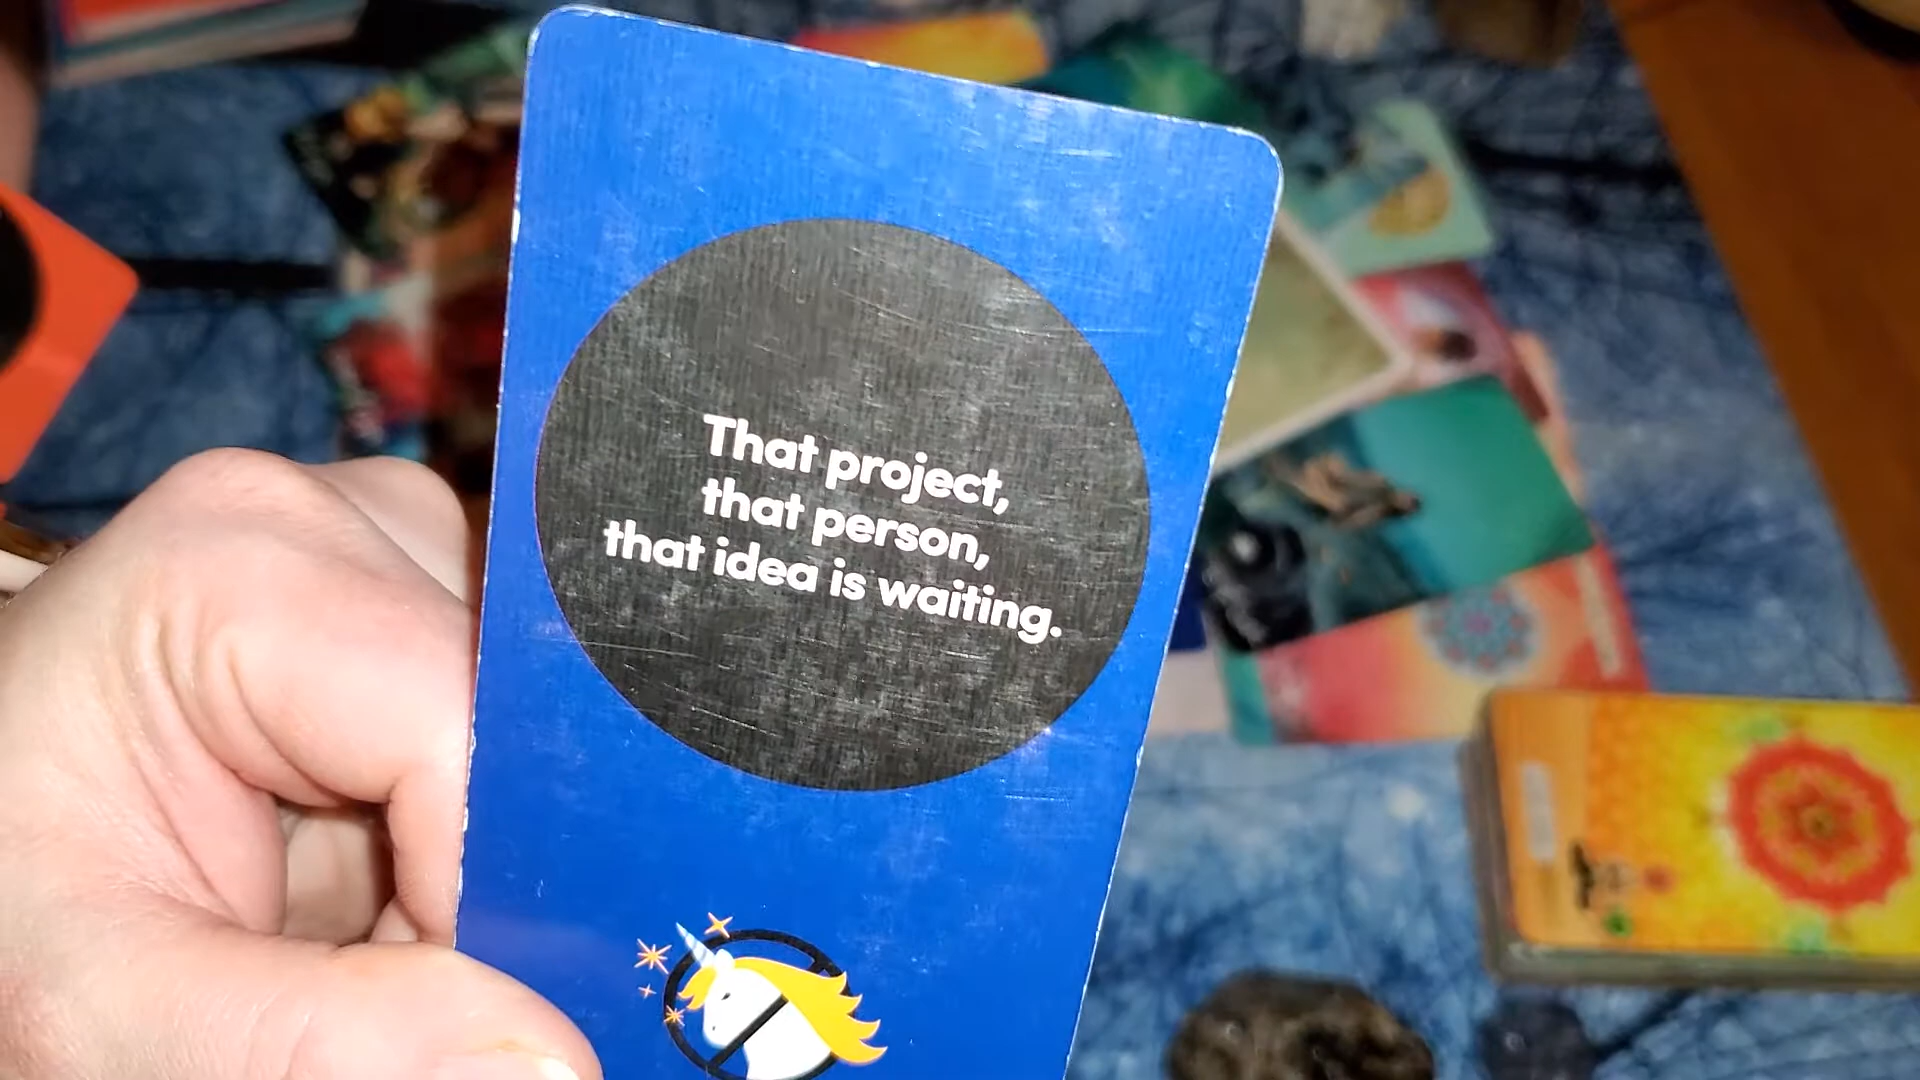 That project,
that person,
that idea is waiting.